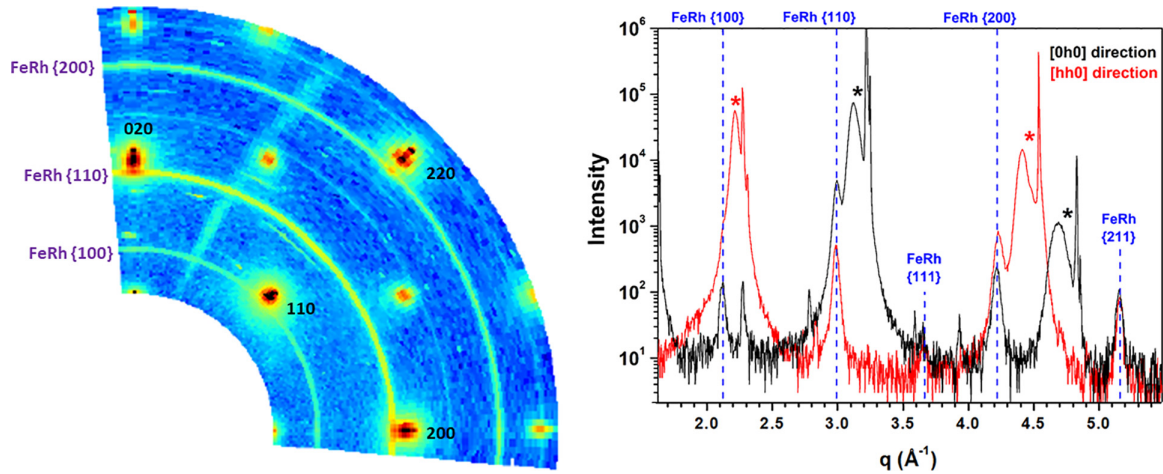 FeRh {200}
020
220
FeRh {110}
FeRh {100}
110
200
FeRh {100}
FeRh {110}
FeRh {200}
10⁶
10⁵
10⁴
10³
10²
10¹
Intensity
[0h0] direction
[hh0] direction
*
*
*
*
FeRh
{111}
FeRh
{211}
2.0 2.5 3.0 3.5 4.0 4.5 5.0
q (Å⁻¹)